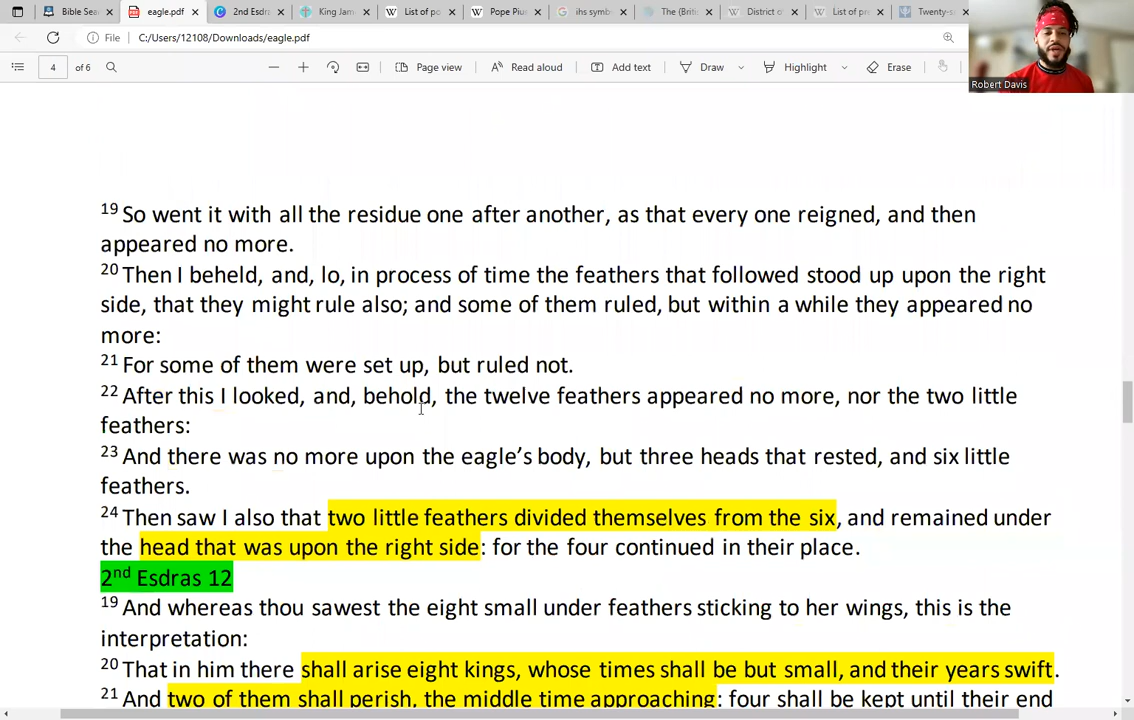 Bible Sea
eagle.pdf
2nd Esdra
King Jam
List of po
Pope Piu
ihs symb
The (Briti
District o
List of pr
Twenty-s
File
C:/Users/12108/Downloads/eagle.pdf
4 of 6
Page view
Read aloud
Add text
Draw
Highlight
Erase
Robert Davis
19 So went it with all the residue one after another, as that every one reigned, and then
appeared no more.
20 Then I beheld, and, lo, in process of time the feathers that followed stood up upon the right
side, that they might rule also; and some of them ruled, but within a while they appeared no
more:
21 For some of them were set up, but ruled not.
22 After this I looked, and, behold, the twelve feathers appeared no more, nor the two little
feathers:
23 And there was no more upon the eagle’s body, but three heads that rested, and six little
feathers.
24 Then saw I also that two little feathers divided themselves from the six, and remained under
the head that was upon the right side: for the four continued in their place.
2nd Esdras 12
19 And whereas thou sawest the eight small under feathers sticking to her wings, this is the
interpretation:
20 That in him there shall arise eight kings, whose times shall be but small, and their years swift.
21 And two of them shall perish, the middle time approaching: four shall be kept until their end